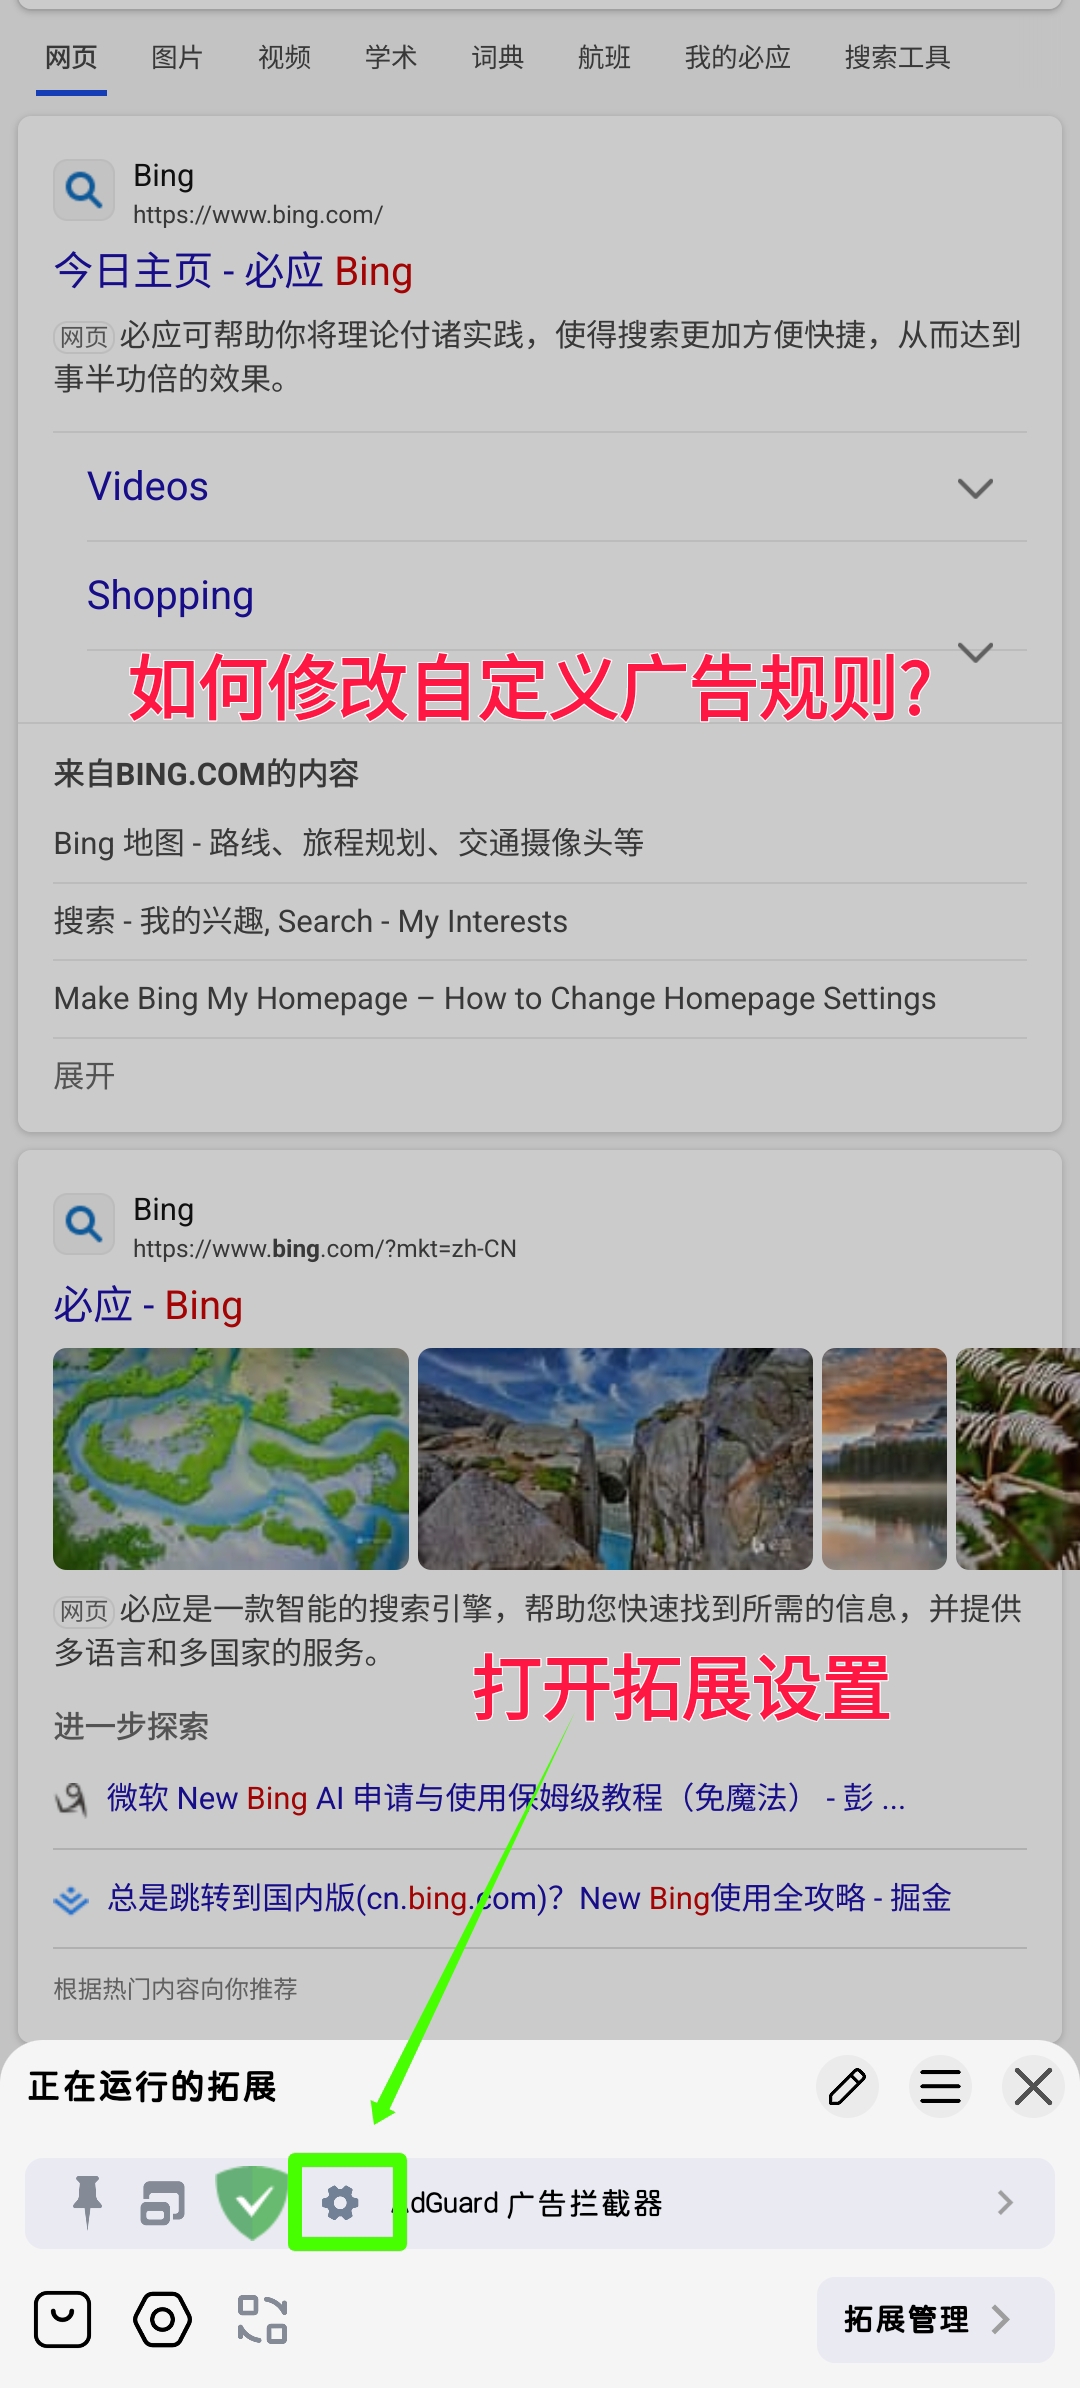 网页 图片 视频 学术 词典 航班 我的必应 搜索工具
Bing
https://www.bing.com/
今日主页 - 必应 Bing
网页 必应可帮助你将理论付诸实践，使得搜索更加方便快捷，从而达到
事半功倍的效果。
Videos
Shopping
如何修改自定义广告规则?
来自BING.COM的内容
Bing 地图 - 路线、旅程规划、交通摄像头等
搜索 - 我的兴趣, Search - My Interests
Make Bing My Homepage – How to Change Homepage Settings
展开
Bing
https://www.bing.com/?mkt=zh-CN
必应 - Bing
网页 必应是一款智能的搜索引擎，帮助您快速找到所需的信息，并提供
多语言和多国家的服务。
打开拓展设置
进一步探索
微软 New Bing AI 申请与使用保姆级教程（免魔法） - 彭 ...
总是跳转到国内版(cn.bing.com)？New Bing使用全攻略 - 掘金
根据热门内容向你推荐
正在运行的拓展
AdGuard 广告拦截器
拓展管理